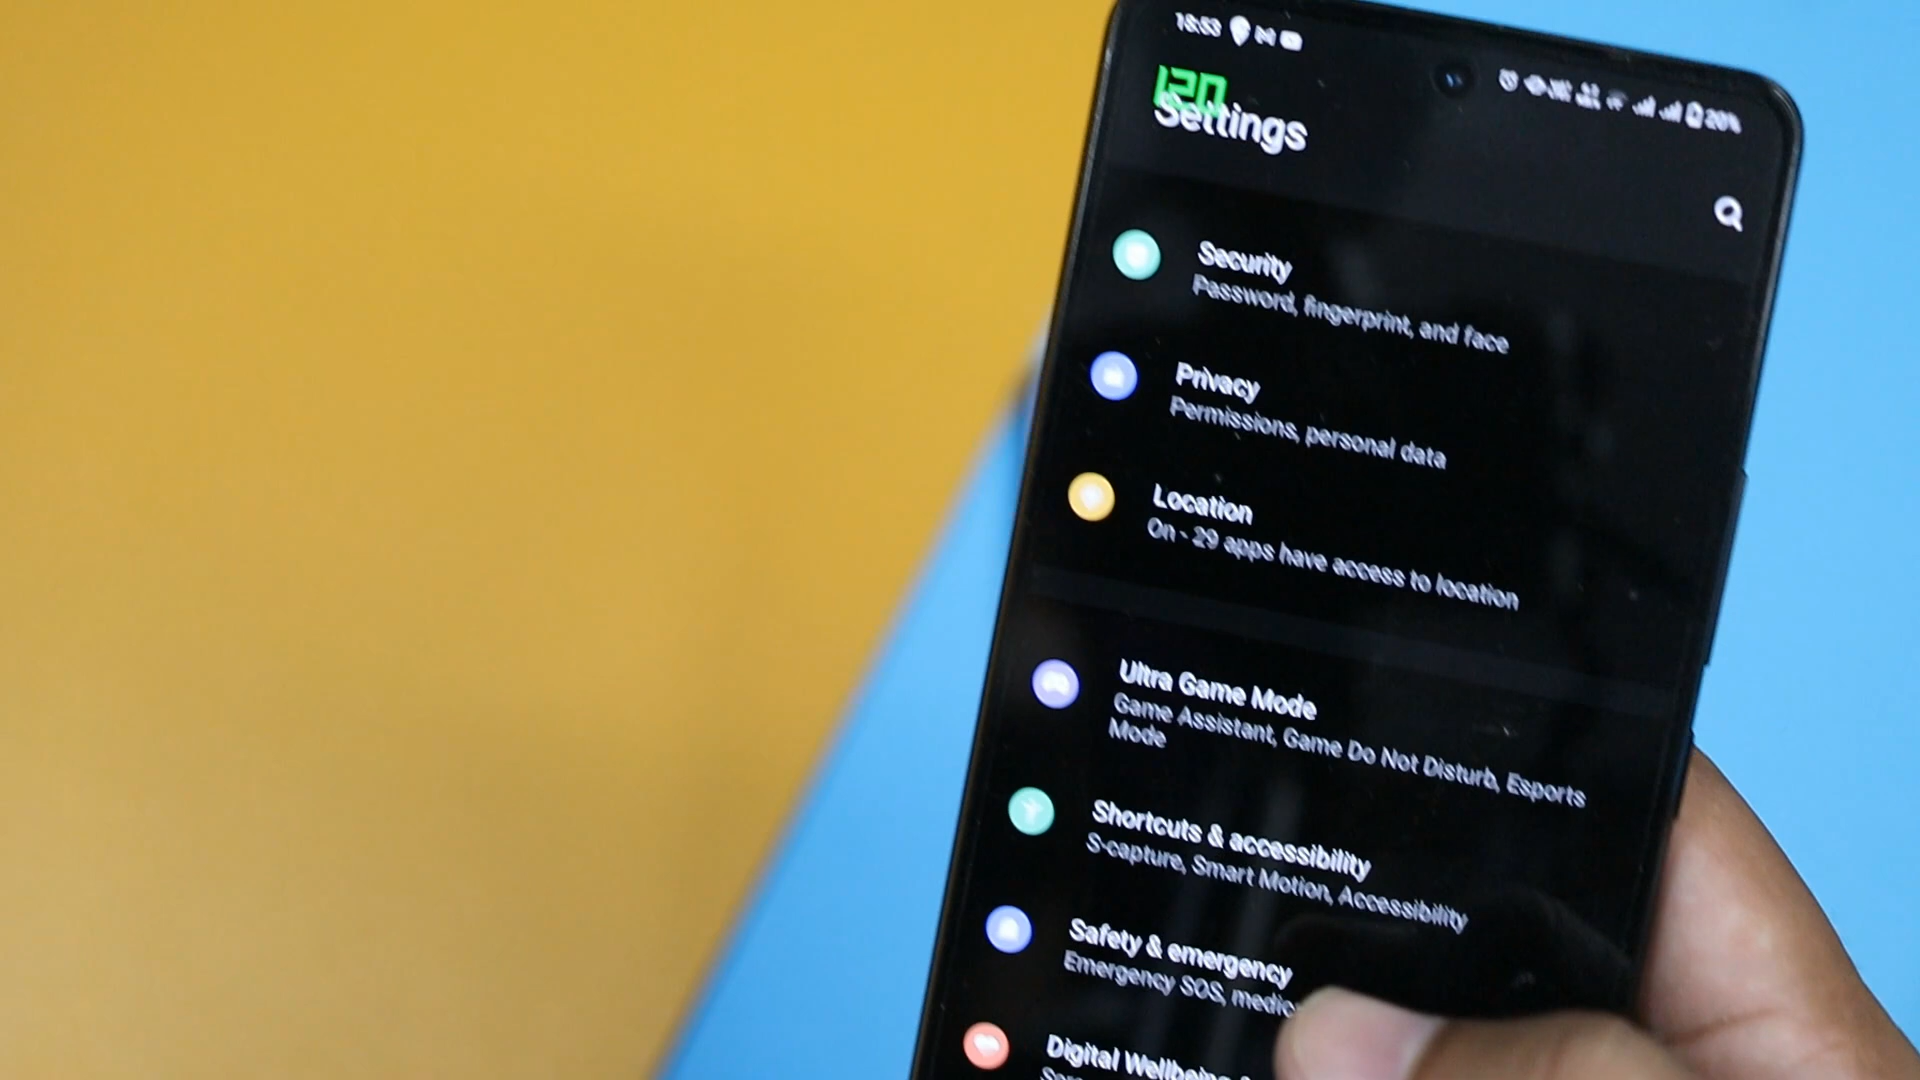 18:53
20%
120
Settings
Security
Password, fingerprint, and face
Privacy
Permissions, personal data
Location
On - 29 apps have access to location
Ultra Game Mode
Game Assistant, Game Do Not Disturb, Esports
Mode
Shortcuts & accessibility
S-capture, Smart Motion, Accessibility
Safety & emergency
Emergency SOS,
Digital